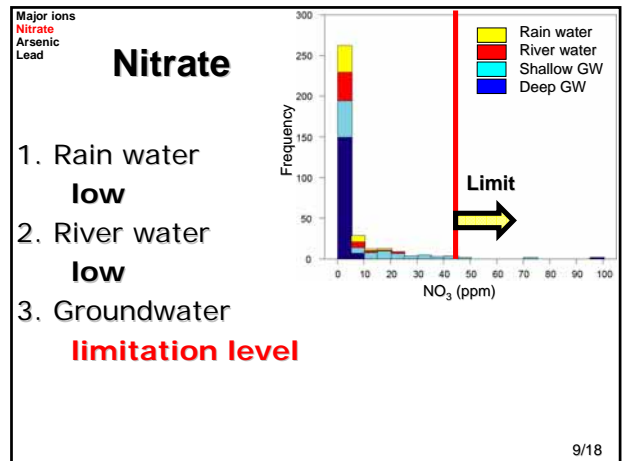 Major ions
Nitrate
Arsenic
Lead
Nitrate
1. Rain water
low
2. River water
low
3. Groundwater
limitation level
Rain water
River water
Shallow GW
Deep GW
Limit
Frequency
300
250
200
150
100
50
0
0 10 20 30 40 50 60 70 80 90 100
NO₃ (ppm)
9/18